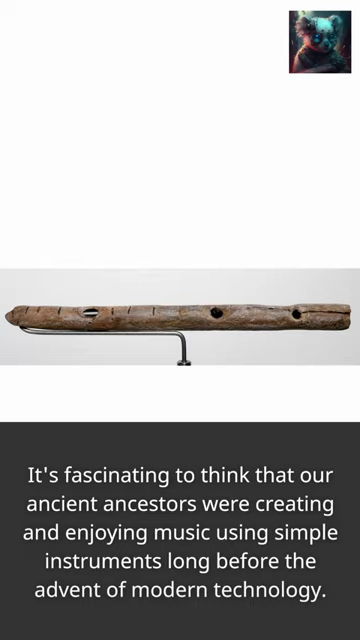 It's fascinating to think that our
ancient ancestors were creating
and enjoying music using simple
instruments long before the
advent of modern technology.